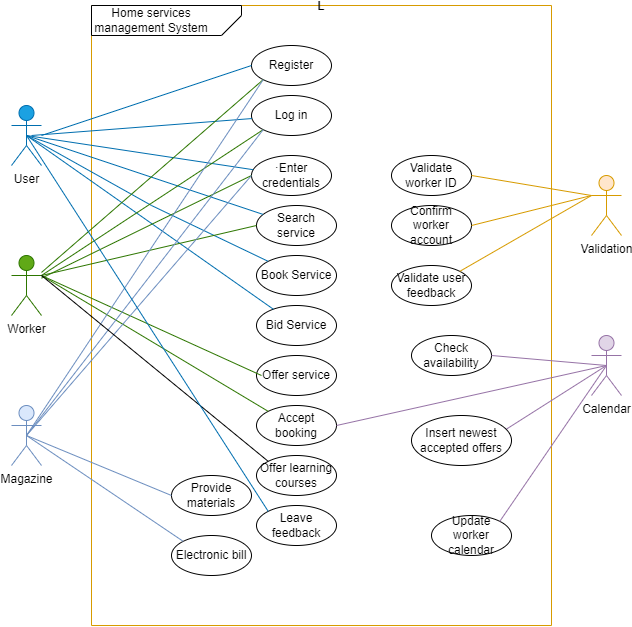 L
Home services
management System
Register
Log in
·Enter
credentials
Search
service
Book Service
Bid Service
Offer service
Accept
booking
Offer learning
courses
Leave
feedback
Provide
materials
Electronic bill
User
Worker
Magazine
Validate
worker ID
Confirm
worker
account
Validate user
feedback
Check
availability
Insert newest
accepted offers
Update
worker
calendar
Validation
Calendar